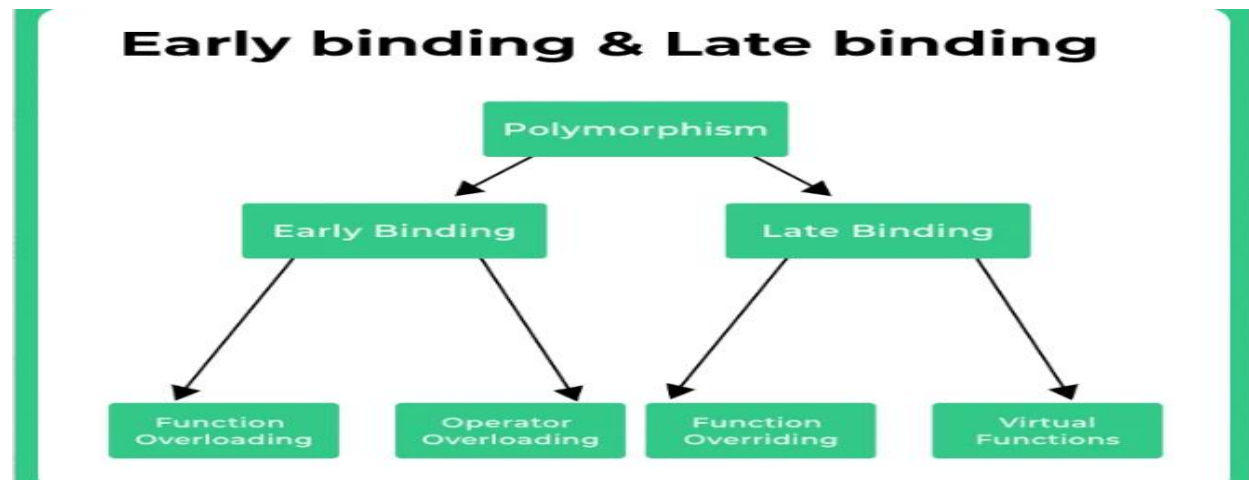 Early binding & Late binding
Polymorphism
Early Binding
Late Binding
Function
Overloading
Operator
Overloading
Function
Overriding
Virtual
Functions